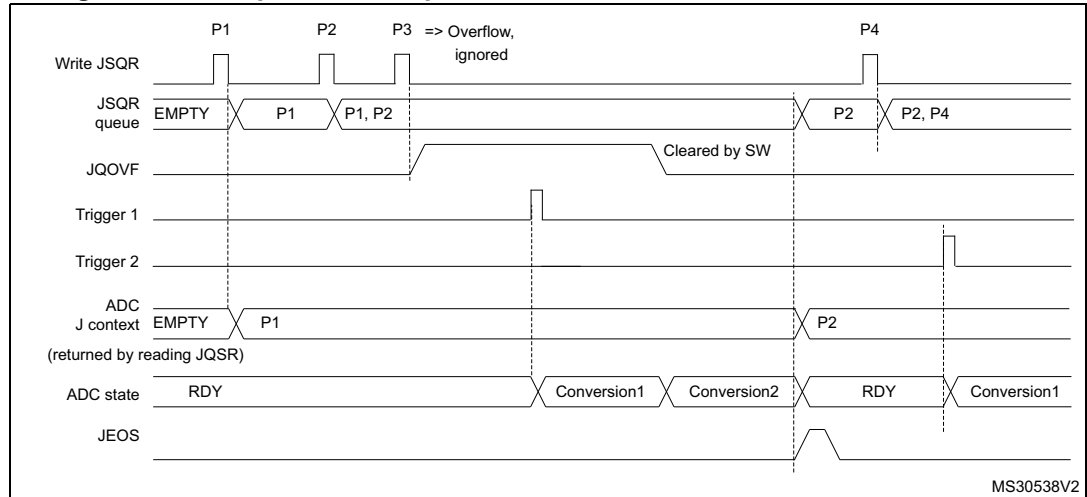 P1 P2 P3 => Overflow, P4
ignored
Write JSQR
JSQR
queue EMPTY P1 P1, P2 P2 P2, P4
Cleared by SW
JQOVF
Trigger 1
Trigger 2
ADC
J context EMPTY P1 P2
(returned by reading JQSR)
ADC state RDY Conversion1 Conversion2 RDY Conversion1
JEOS
MS30538V2